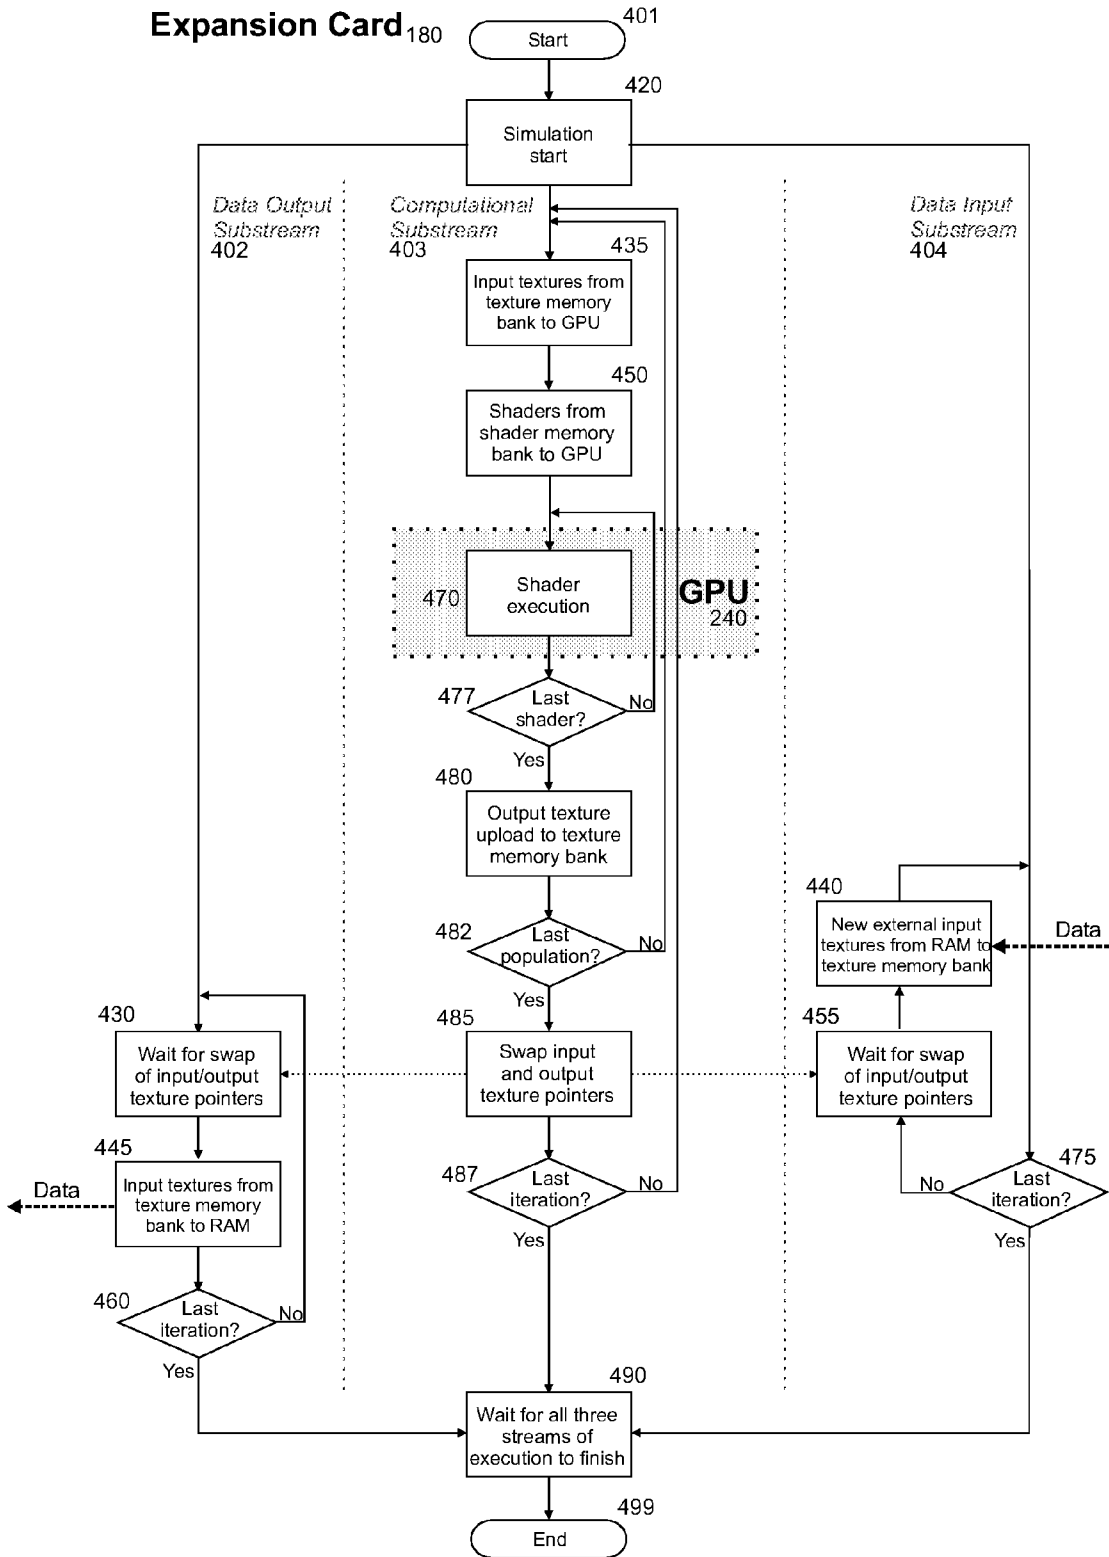 Expansion Card 180
401
Start
420
Simulation
start
Data Output
Substream
402
Computational
Substream
403
Data Input
Substream
404
435
Input textures from
texture memory
bank to GPU
450
Shaders from
shader memory
bank to GPU
470
Shader
execution
GPU
240
477
Last
shader?
No
Yes
480
Output texture
upload to texture
memory bank
482
Last
population?
No
Yes
440
New external input
textures from RAM to
texture memory bank
Data
430
Wait for swap
of input/output
texture pointers
485
Swap input
and output
texture pointers
455
Wait for swap
of input/output
texture pointers
445
Input textures from
texture memory
bank to RAM
Data
487
Last
iteration?
No
Yes
475
Last
iteration?
No
Yes
460
Last
iteration?
No
Yes
490
Wait for all three
streams of
execution to finish
499
End